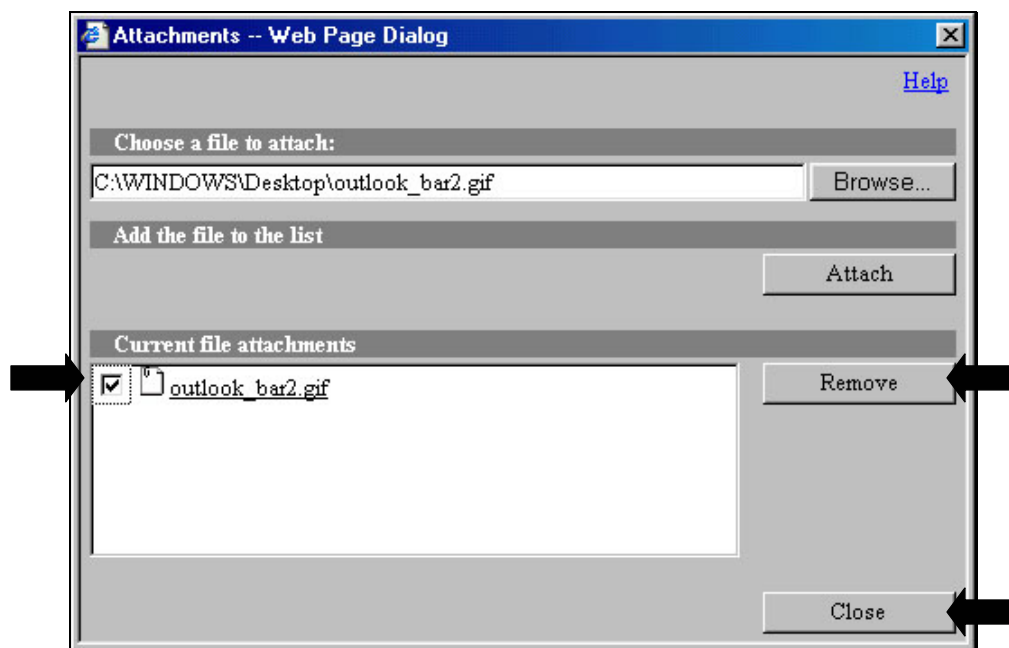 Attachments -- Web Page Dialog
Help
Choose a file to attach:
C:\WINDOWS\Desktop\outlook_bar2.gif Browse...
Add the file to the list
Attach
Current file attachments
outlook_bar2.gif Remove
Close